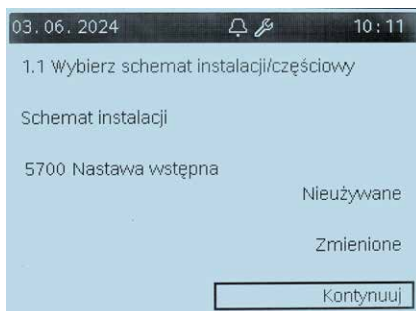 03.06.2024 10:11
1.1 Wybierz schemat instalacji/częściowy
Schemat instalacji
5700 Nastawa wstępna
Nieużywane
Zmienione
Kontynuuj